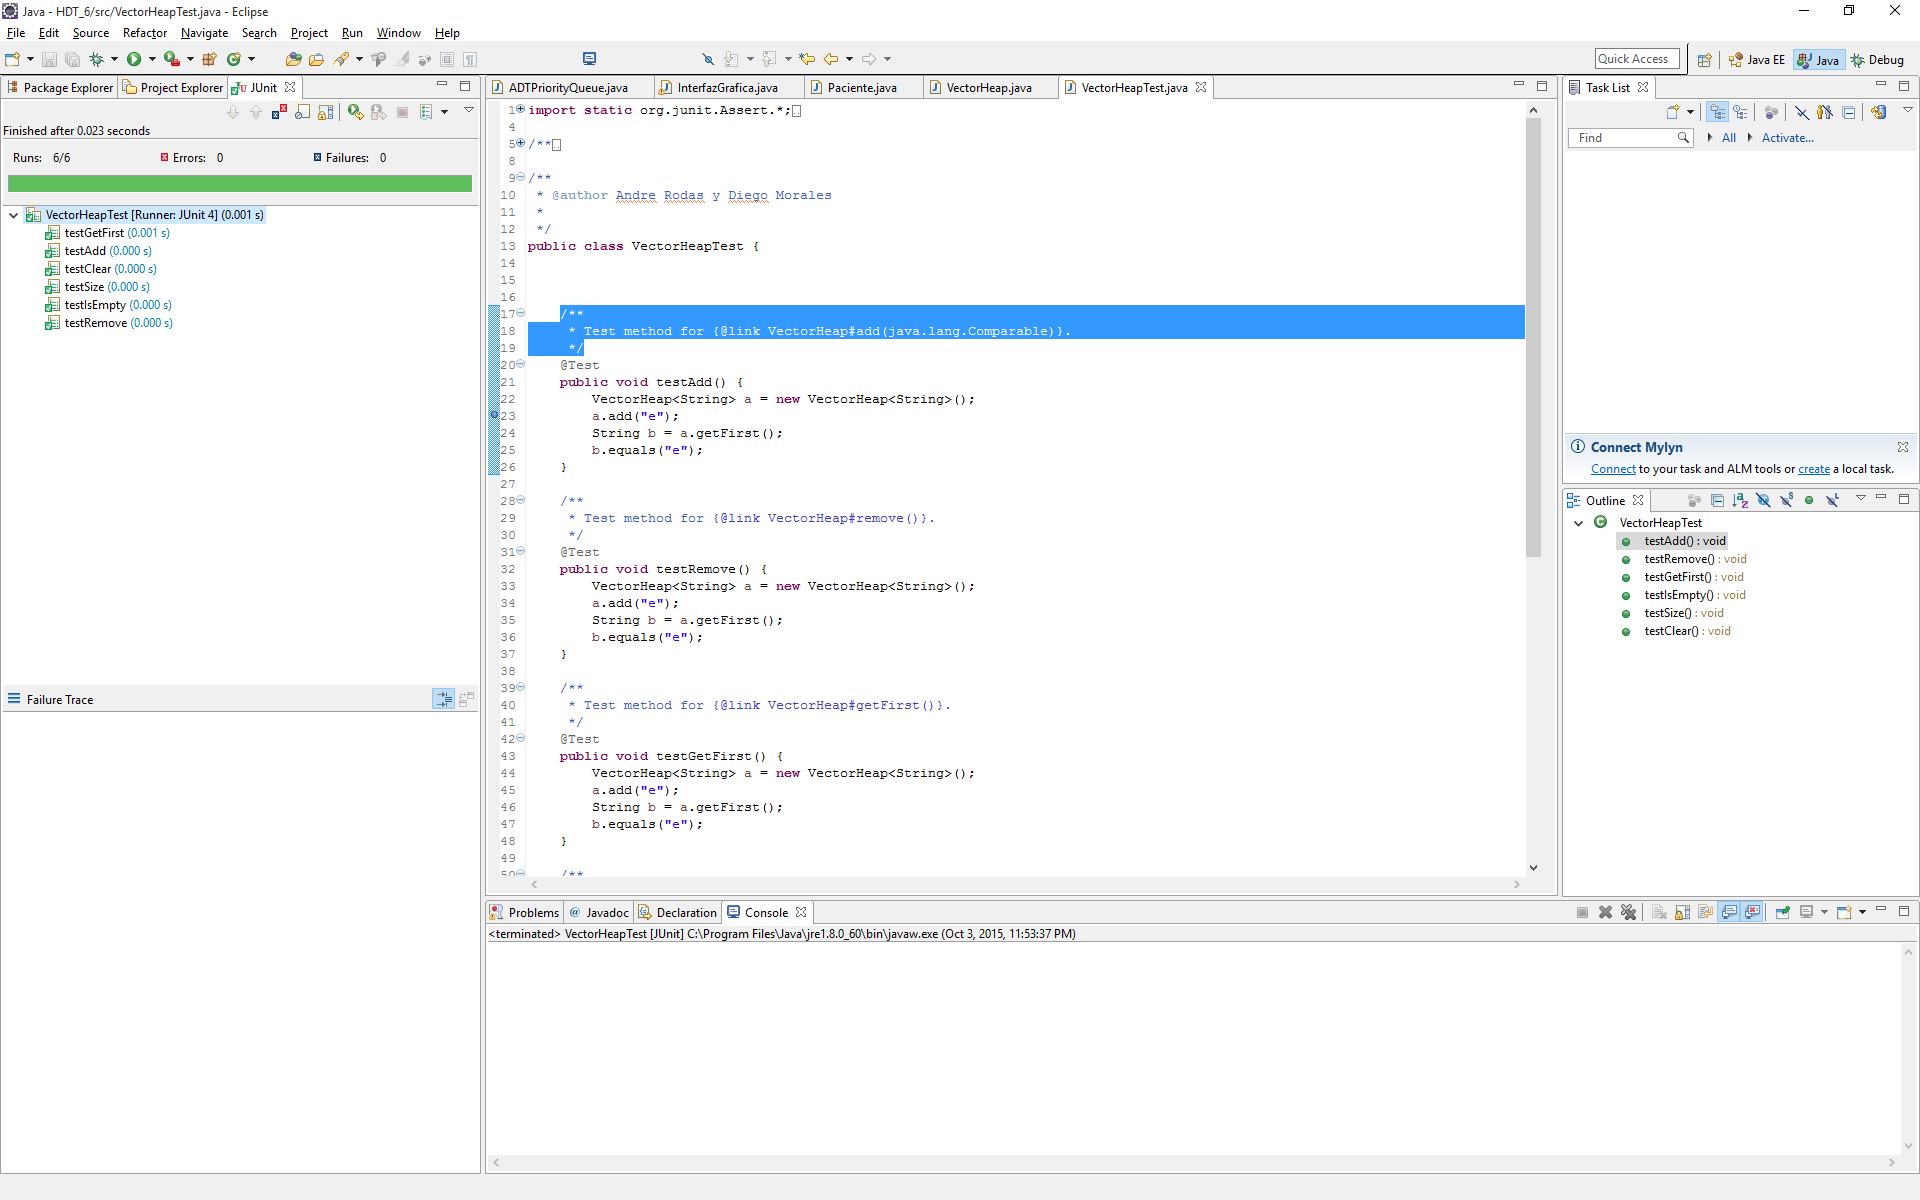 Java - HDT_6/src/VectorHeapTest.java - Eclipse
File Edit Source Refactor Navigate Search Project Run Window Help
Quick Access Java EE Java Debug
Package Explorer Project Explorer JUnit
Finished after 0.023 seconds
Runs: 6/6 Errors: 0 Failures: 0
VectorHeapTest [Runner: JUnit 4] (0.001 s)
testGetFirst (0.001 s)
testAdd (0.000 s)
testClear (0.000 s)
testSize (0.000 s)
testIsEmpty (0.000 s)
testRemove (0.000 s)
Failure Trace
ADTPriorityQueue.java InterfazGrafica.java Paciente.java VectorHeap.java VectorHeapTest.java
1 import static org.junit.Assert.*;
4
5 /**
8
9 /**
10 * @author Andre Rodas y Diego Morales
11 *
12 */
13 public class VectorHeapTest {
14
15
16
17 /**
18 * Test method for {@link VectorHeap#add(java.lang.Comparable)}.
19 */
20 @Test
21 public void testAdd() {
22 VectorHeap<String> a = new VectorHeap<String>();
23 a.add("e");
24 String b = a.getFirst();
25 b.equals("e");
26 }
27
28 /**
29 * Test method for {@link VectorHeap#remove()}.
30 */
31 @Test
32 public void testRemove() {
33 VectorHeap<String> a = new VectorHeap<String>();
34 a.add("e");
35 String b = a.getFirst();
36 b.equals("e");
37 }
38
39 /**
40 * Test method for {@link VectorHeap#getFirst()}.
41 */
42 @Test
43 public void testGetFirst() {
44 VectorHeap<String> a = new VectorHeap<String>();
45 a.add("e");
46 String b = a.getFirst();
47 b.equals("e");
48 }
49
50 /**
Task List
Find All Activate...
Connect Mylyn
Connect to your task and ALM tools or create a local task.
Outline
VectorHeapTest
testAdd() : void
testRemove() : void
testGetFirst() : void
testIsEmpty() : void
testSize() : void
testClear() : void
Problems @ Javadoc Declaration Console
<terminated> VectorHeapTest [JUnit] C:\Program Files\Java\jre1.8.0_60\bin\javaw.exe (Oct 3, 2015, 11:53:37 PM)